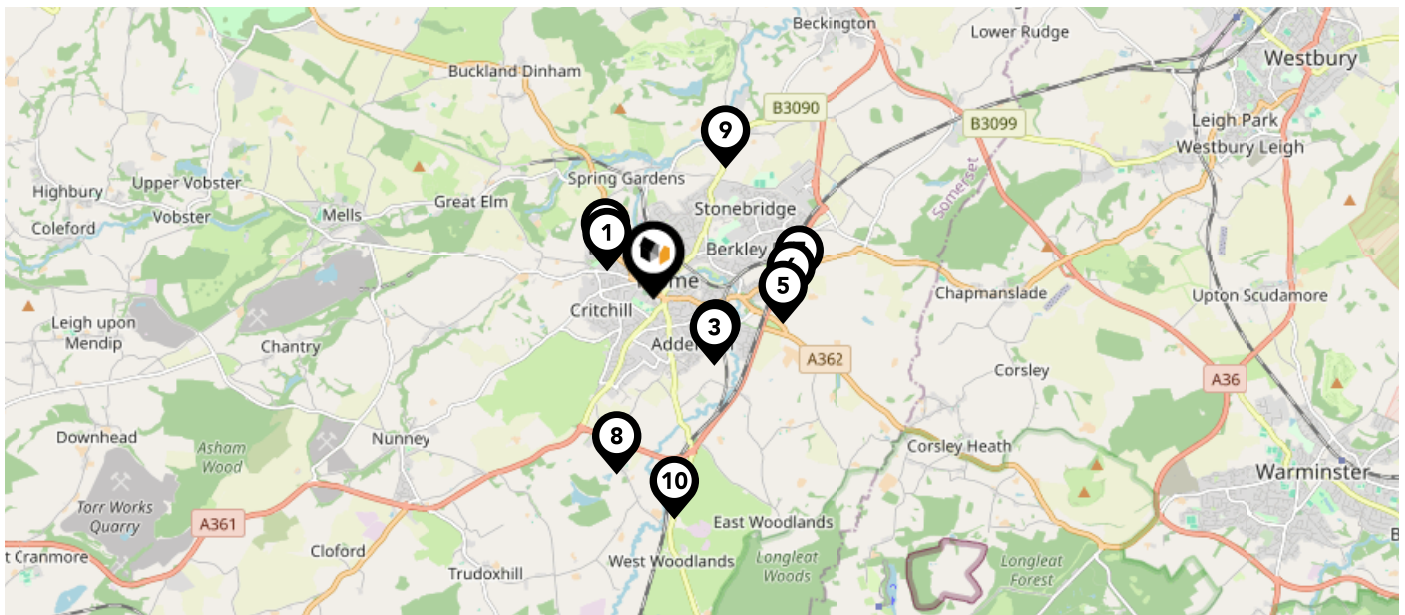 Beckington
Lower Rudge
Westbury
Buckland Dinham
B3090
B3099
Leigh Park
9
Westbury Leigh
Spring Gardens
Upper Vobster
Highbury
Somerset
Great Elm
Stonebridge
Mells
Vobster
Coleford
1
Berkley
6
5
Chapmanslade
Upton Scudamore
Critchill
Leigh upon
Mendip
3
Chantry
A362
Corsley
A36
8
Downhead
Nunney
Asham
Wood
Corsley Heath
Warminster
10
Torr Works
Quarry
A361
East Woodlands
Cloford
t Cranmore
West Woodlands
Longleat
Woods
Longleat
Forest
Trudoxhill